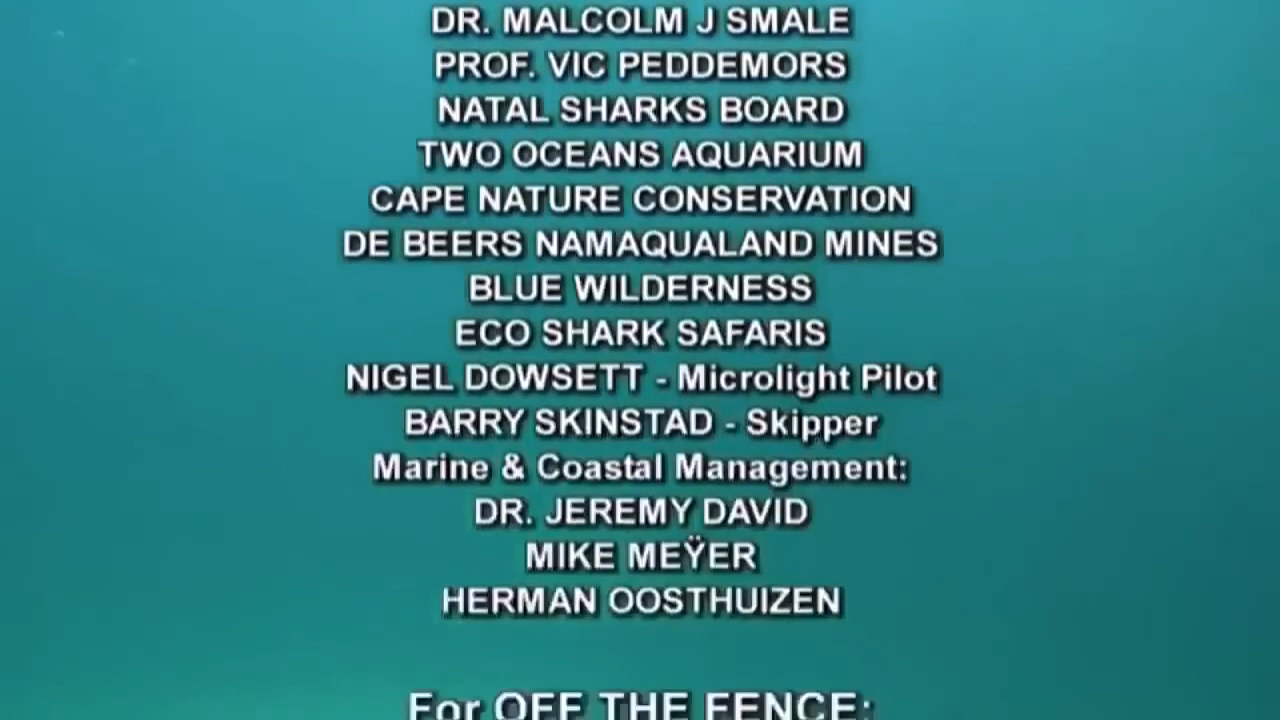 DR. MALCOLM J SMALE
PROF. VIC PEDDEMORS
NATAL SHARKS BOARD
TWO OCEANS AQUARIUM
CAPE NATURE CONSERVATION
DE BEERS NAMAQUALAND MINES
BLUE WILDERNESS
ECO SHARK SAFARIS
NIGEL DOWSETT - Microlight Pilot
BARRY SKINSTAD - Skipper
Marine & Coastal Management:
DR. JEREMY DAVID
MIKE MEŸER
HERMAN OOSTHUIZEN
For OFF THE FENCE: